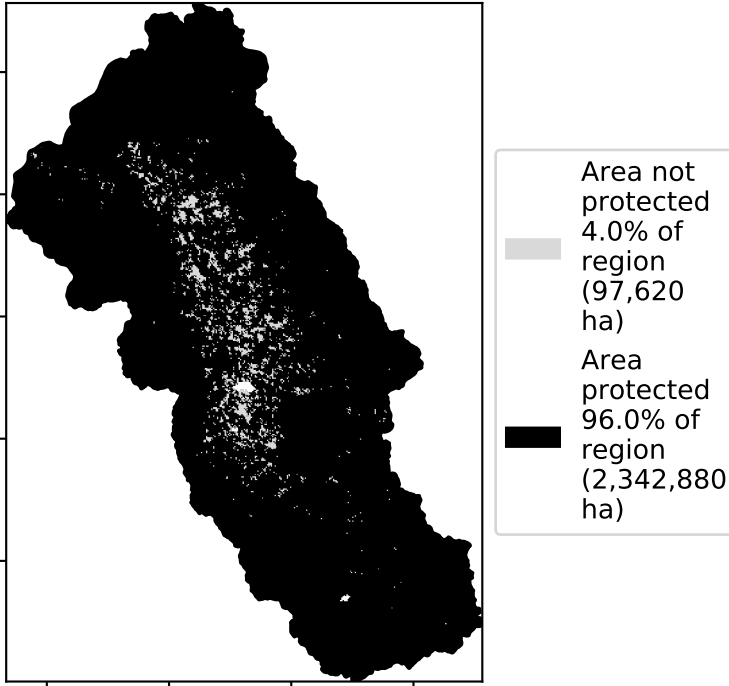 Area not
protected
4.0% of
region
(97,620
ha)
Area
protected
96.0% of
region
(2,342,880
ha)